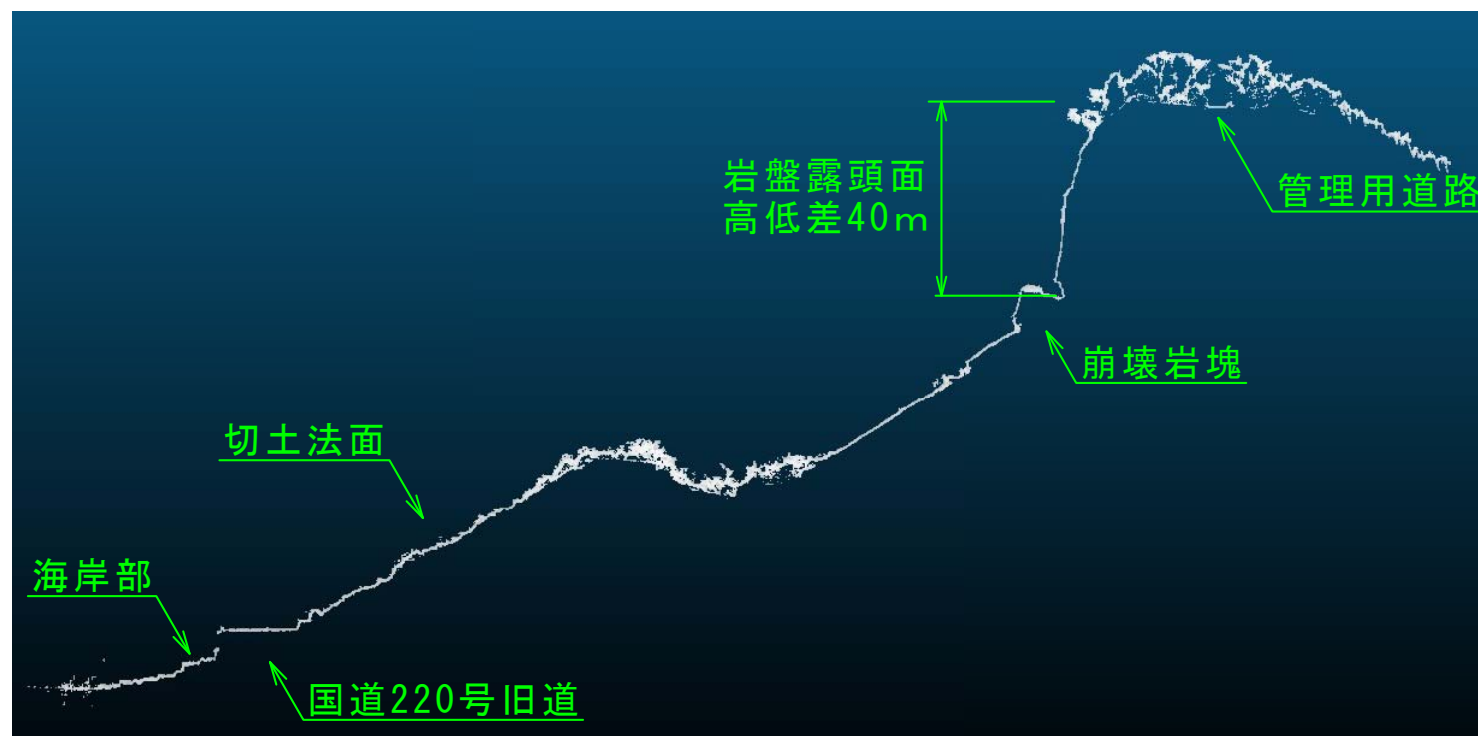 岩盤露頭面
高低差40m
管理用道路
崩壊岩塊
切土法面
海岸部
国道220号旧道